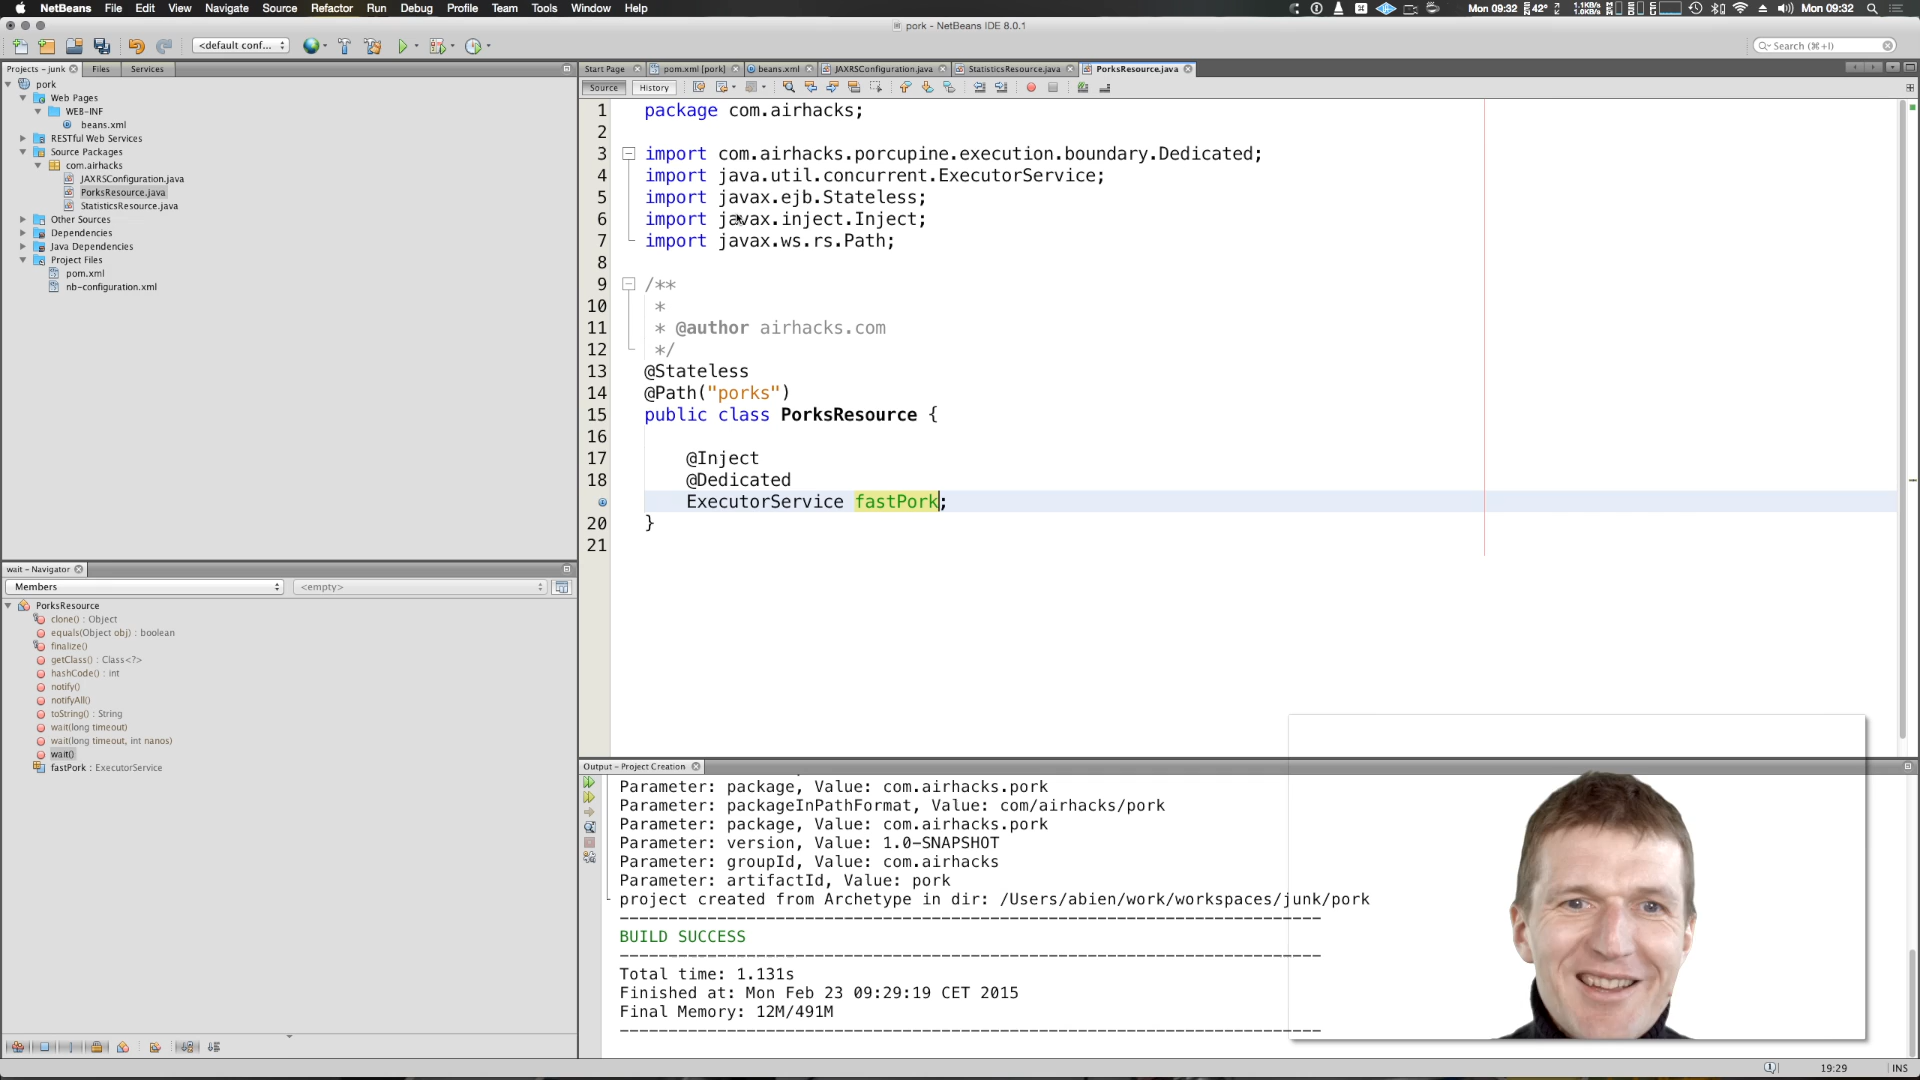 NetBeans File Edit View Navigate Source Refactor Run Debug Profile Team Tools Window Help
Mon 09:32 42° 1.1KB/s 1.0KB/s Mon 09:32
pork - NetBeans IDE 8.0.1
<default conf...
Search (⌘+I)
Projects - junk Files Services
pork
Web Pages
WEB-INF
beans.xml
RESTful Web Services
Source Packages
com.airhacks
JAXRSConfiguration.java
PorksResource.java
StatisticsResource.java
Other Sources
Dependencies
Java Dependencies
Project Files
pom.xml
nb-configuration.xml
wait - Navigator
Members <empty>
PorksResource
clone() : Object
equals(Object obj) : boolean
finalize()
getClass() : Class<?>
hashCode() : int
notify()
notifyAll()
toString() : String
wait(long timeout)
wait(long timeout, int nanos)
wait()
fastPork : ExecutorService
Start Page pom.xml [pork] beans.xml JAXRSConfiguration.java StatisticsResource.java PorksResource.java
Source History
1 package com.airhacks;
2
3 import com.airhacks.porcupine.execution.boundary.Dedicated;
4 import java.util.concurrent.ExecutorService;
5 import javax.ejb.Stateless;
6 import javax.inject.Inject;
7 import javax.ws.rs.Path;
8
9 /**
10 *
11 * @author airhacks.com
12 */
13 @Stateless
14 @Path("porks")
15 public class PorksResource {
16
17 @Inject
18 @Dedicated
ExecutorService fastPork;
20 }
21
Output - Project Creation
Parameter: package, Value: com.airhacks.pork
Parameter: packageInPathFormat, Value: com/airhacks/pork
Parameter: package, Value: com.airhacks.pork
Parameter: version, Value: 1.0-SNAPSHOT
Parameter: groupId, Value: com.airhacks
Parameter: artifactId, Value: pork
project created from Archetype in dir: /Users/abien/work/workspaces/junk/pork
------------------------------------------------------------------------
BUILD SUCCESS
------------------------------------------------------------------------
Total time: 1.131s
Finished at: Mon Feb 23 09:29:19 CET 2015
Final Memory: 12M/491M
------------------------------------------------------------------------
19:29 INS